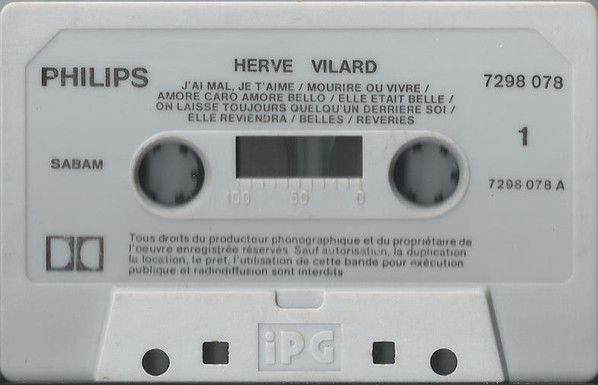 HERVE VILARD
PHILIPS
7298 078
J'AI MAL, JE T'AIME / MOURIRE OU VIVRE /
AMORE CARO AMORE BELLO / ELLE ETAIT BELLE /
ON LAISSE TOUJOURS QUELQU'UN DERRIERE SOI /
ELLE REVIENDRA / BELLES / REVERIES
1
SABAM
7298 078 A
100 50 0
Tous droits du producteur phonographique et du propriétaire de
l'oeuvre enregistrée réservés. Sauf autorisation, la duplication
la location, le pret, l'utilisation de cette bande pour exécution
publique et radiodiffusion sont interdits
iPG